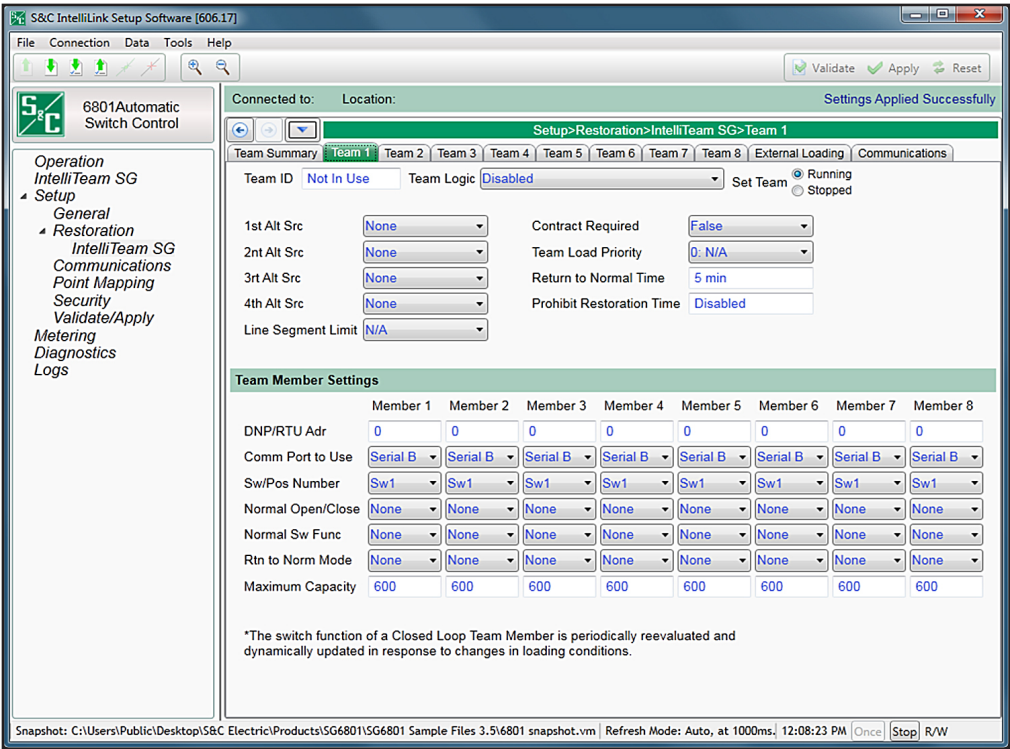 S&C IntelliLink Setup Software [606.17]
File Connection Data Tools Help
Validate Apply Reset
S&C
6801Automatic
Switch Control
Connected to: Location: Settings Applied Successfully
Setup>Restoration>IntelliTeam SG>Team 1
Team Summary Team 1 Team 2 Team 3 Team 4 Team 5 Team 6 Team 7 Team 8 External Loading Communications
Operation
IntelliTeam SG
Setup
General
Restoration
IntelliTeam SG
Communications
Point Mapping
Security
Validate/Apply
Metering
Diagnostics
Logs
Team ID Not In Use Team Logic Disabled Set Team Running
Stopped
1st Alt Src None Contract Required False
2nt Alt Src None Team Load Priority 0: N/A
3rt Alt Src None Return to Normal Time 5 min
4th Alt Src None Prohibit Restoration Time Disabled
Line Segment Limit N/A
Team Member Settings
Member 1 Member 2 Member 3 Member 4 Member 5 Member 6 Member 7 Member 8
DNP/RTU Adr 0 0 0 0 0 0 0 0
Comm Port to Use Serial B Serial B Serial B Serial B Serial B Serial B Serial B Serial B
Sw/Pos Number Sw1 Sw1 Sw1 Sw1 Sw1 Sw1 Sw1 Sw1
Normal Open/Close None None None None None None None None
Normal Sw Func None None None None None None None None
Rtn to Norm Mode None None None None None None None None
Maximum Capacity 600 600 600 600 600 600 600 600
*The switch function of a Closed Loop Team Member is periodically reevaluated and
dynamically updated in response to changes in loading conditions.
Snapshot: C:\Users\Public\Desktop\S&C Electric\Products\SG6801\SG6801 Sample Files 3.5\6801 snapshot.vm Refresh Mode: Auto, at 1000ms. 12:08:23 PM Once Stop R/W